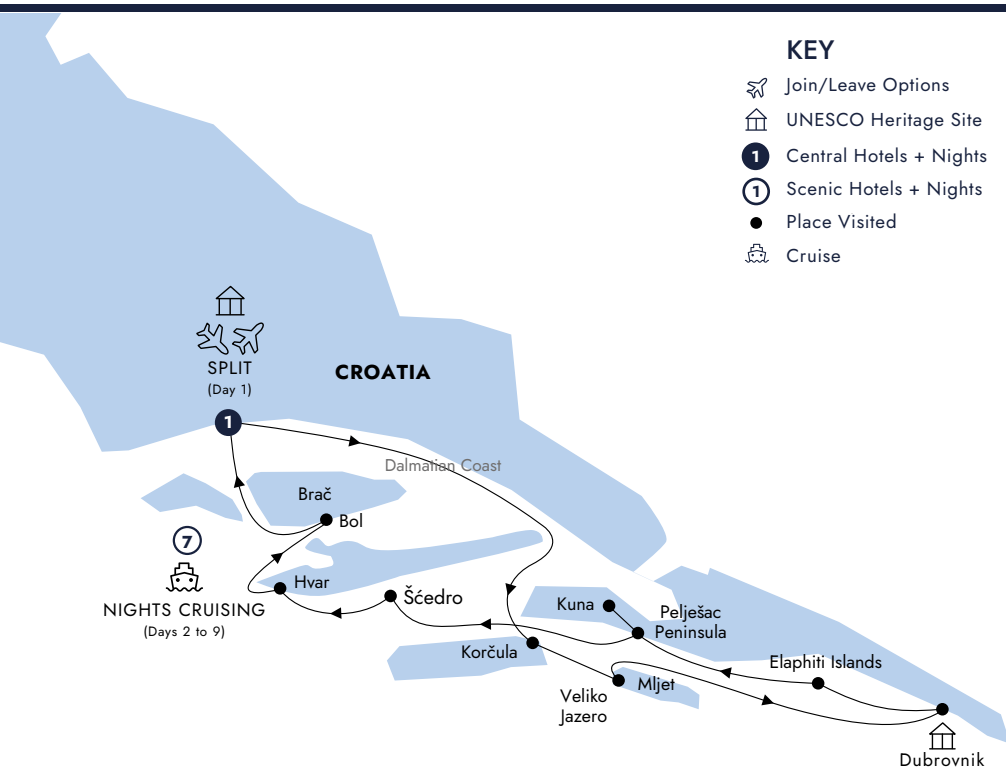 KEY
Join/Leave Options
UNESCO Heritage Site
1 Central Hotels + Nights
1 Scenic Hotels + Nights
Place Visited
Cruise
SPLIT
(Day 1)
CROATIA
1
Dalmatian Coast
Brač
Bol
7
NIGHTS CRUISING
(Days 2 to 9)
Hvar
Šćedro
Kuna
Pelješac
Peninsula
Korčula
Elaphiti Islands
Mljet
Veliko
Jazero
Dubrovnik